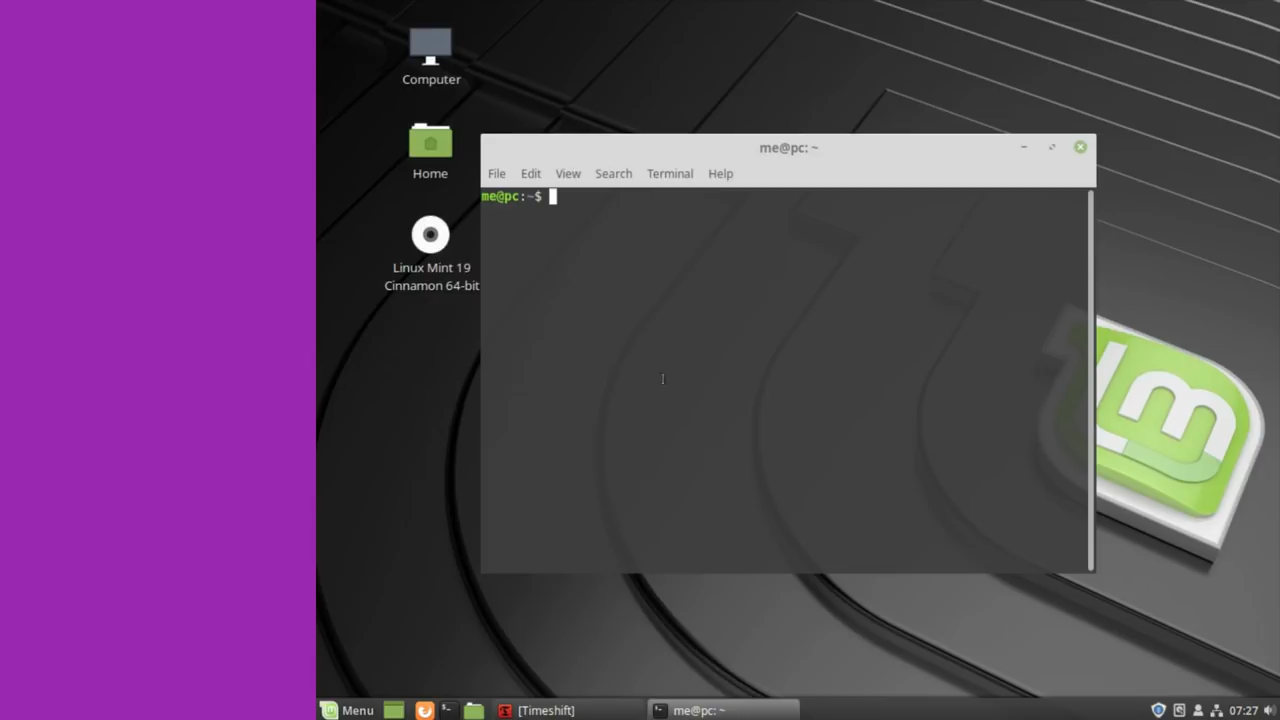 Computer
Home
Linux Mint 19
Cinnamon 64-bit
me@pc: ~
File Edit View Search Terminal Help
me@pc:~$
Menu
[Timeshift]
me@pc: ~
07:27